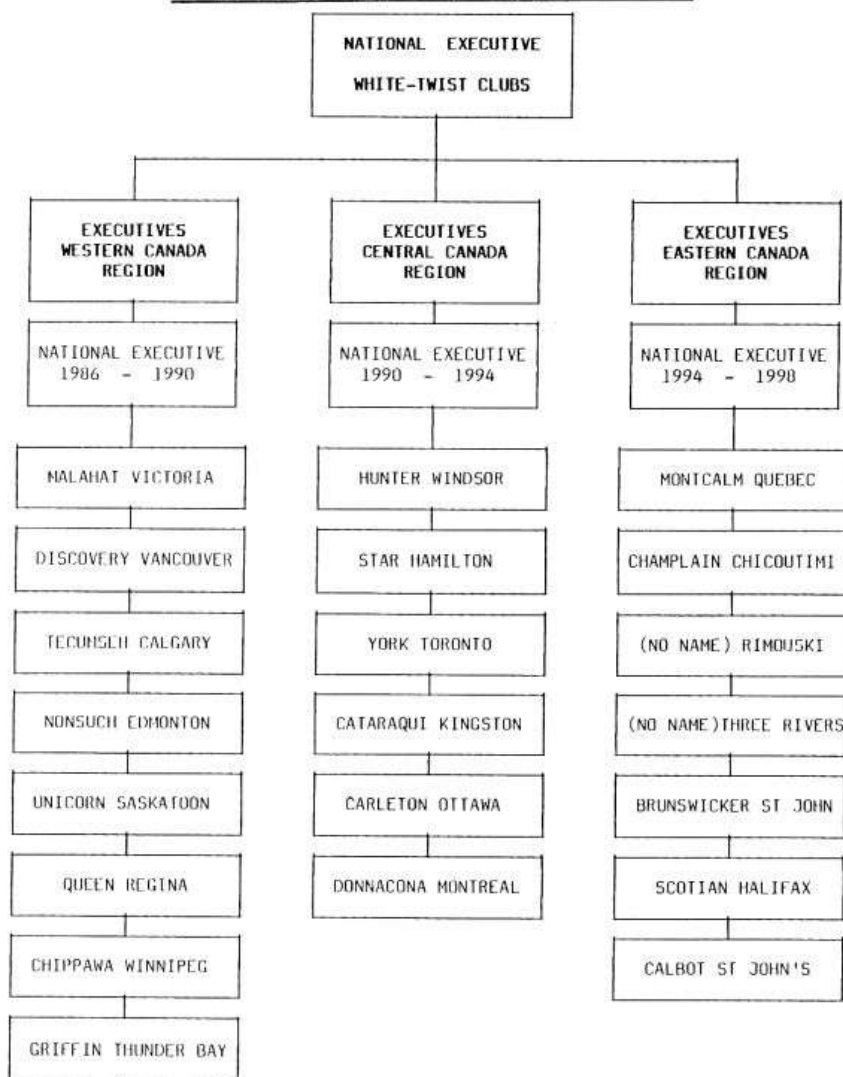 NATIONAL EXECUTIVE
WHITE-TWIST CLUBS
EXECUTIVES
WESTERN CANADA
REGION
NATIONAL EXECUTIVE
1986 - 1990
MALAHAT VICTORIA
DISCOVERY VANCOUVER
TECUMSEH CALGARY
NONSUCH EDMONTON
UNICORN SASKATOON
QUEEN REGINA
CHIPPAWA WINNIPEG
GRIFFIN THUNDER BAY
EXECUTIVES
CENTRAL CANADA
REGION
NATIONAL EXECUTIVE
1990 - 1994
HUNTER WINDSOR
STAR HAMILTON
YORK TORONTO
CATARAQUI KINGSTON
CARLETON OTTAWA
DONNACONA MONTREAL
EXECUTIVES
EASTERN CANADA
REGION
NATIONAL EXECUTIVE
1994 - 1998
MONTCALM QUEBEC
CHAMPLAIN CHICOUTIMI
(NO NAME) RIMOUSKI
(NO NAME)THREE RIVERS
BRUNSWICKER ST JOHN
SCOTIAN HALIFAX
CALBOT ST JOHN'S